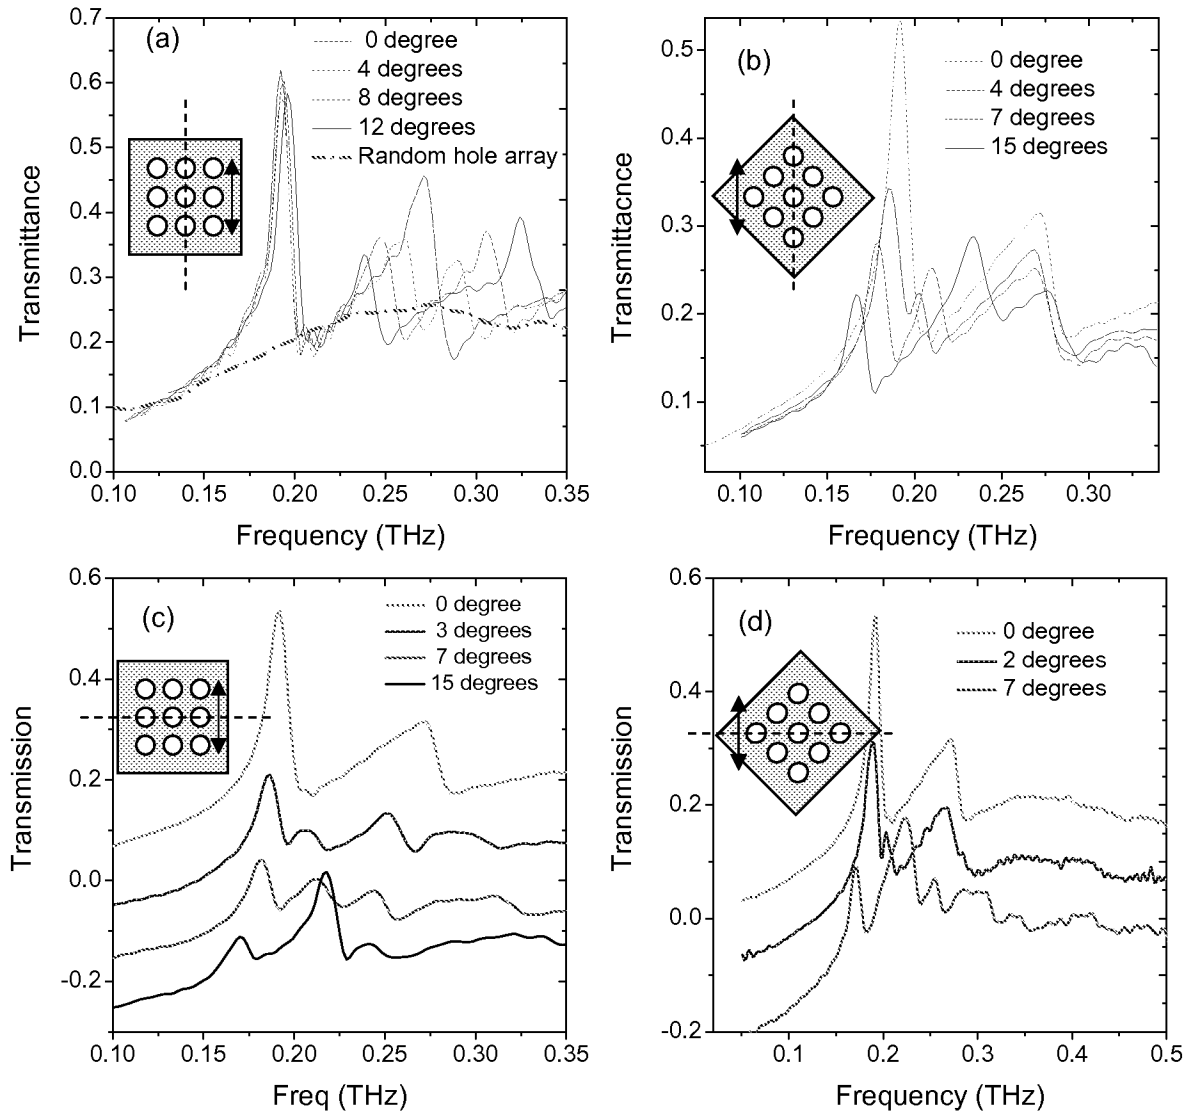 (a)
0 degree
4 degrees
8 degrees
12 degrees
Random hole array
Transmittance
0.7
0.6
0.5
0.4
0.3
0.2
0.1
0.0
0.10 0.15 0.20 0.25 0.30 0.35
Frequency (THz)
(b)
0 degree
4 degrees
7 degrees
15 degrees
Transmittacnce
0.5
0.4
0.3
0.2
0.1
0.10 0.15 0.20 0.25 0.30
Frequency (THz)
(c)
0 degree
3 degrees
7 degrees
15 degrees
Transmission
0.6
0.4
0.2
0.0
-0.2
0.10 0.15 0.20 0.25 0.30 0.35
Freq (THz)
(d)
0 degree
2 degrees
7 degrees
Transmission
0.6
0.4
0.2
0.0
-0.2
0.1 0.2 0.3 0.4 0.5
Frequency (THz)